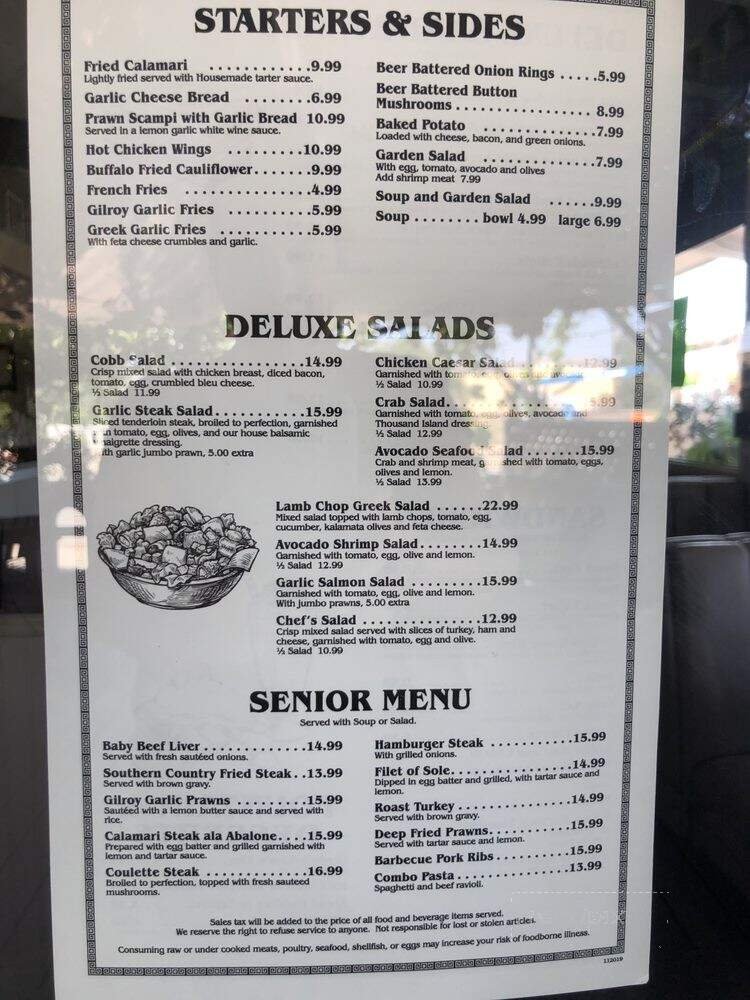 STARTERS & SIDES
Fried Calamari ............9.99
Lightly fried served with Housemade tarter sauce.
Garlic Cheese Bread ........6.99
Prawn Scampi with Garlic Bread 10.99
Served in a lemon garlic white wine sauce.
Hot Chicken Wings .........10.99
Buffalo Fried Cauliflower.......9.99
French Fries ...............4.99
Gilroy Garlic Fries ..........5.99
Greek Garlic Fries ...........5.99
With feta cheese crumbles and garlic.
Beer Battered Onion Rings .....5.99
Beer Battered Button
Mushrooms ................. 8.99
Baked Potato ..............7.99
Loaded with cheese, bacon, and green onions.
Garden Salad ..............7.99
With egg, tomato, avocado and olives
Add shrimp meat 7.99
Soup and Garden Salad ......9.99
Soup ........ bowl 4.99 large 6.99
DELUXE SALADS
Cobb Salad ................14.99
Crisp mixed salad with chicken breast, diced bacon,
tomato, egg, crumbled bleu cheese.
½ Salad 11.99
Garlic Steak Salad...........15.99
Sliced tenderloin steak, broiled to perfection, garnished
tomato, egg, olives, and our house balsamic
vinaigrette dressing.
with garlic jumbo prawn, 5.00 extra
Chicken Caesar Salad ........12.99
Garnished with tomato, egg, olives and avocado
½ Salad 10.99
Crab Salad................ 5.99
Garnished with tomato, egg, olives, avocado and
Thousand Island dressing.
½ Salad 12.99
Avocado Seafood Salad .......15.99
Crab and shrimp meat, garnished with tomato, eggs,
olives and lemon.
½ Salad 13.99
Lamb Chop Greek Salad ......22.99
Mixed salad topped with lamb chops, tomato, egg,
cucumber, kalamata olives and feta cheese.
Avocado Shrimp Salad........14.99
Garnished with tomato, egg, olive and lemon.
½ Salad 12.99
Garlic Salmon Salad .........15.99
Garnished with tomato, egg, olive and lemon.
With jumbo prawns, 5.00 extra
Chef's Salad ...............12.99
Crisp mixed salad served with slices of turkey, ham and
cheese, garnished with tomato, egg and olive.
½ Salad 10.99
SENIOR MENU
Served with Soup or Salad.
Baby Beef Liver ............14.99
Served with fresh sautéed onions.
Southern Country Fried Steak..13.99
Served with brown gravy.
Gilroy Garlic Prawns .........15.99
Sautéed with a lemon butter sauce and served with
rice.
Calamari Steak ala Abalone....15.99
Prepared with egg batter and grilled garnished with
lemon and tartar sauce.
Coulette Steak .............16.99
Broiled to perfection, topped with fresh sauteed
mushrooms.
Hamburger Steak ..........15.99
With grilled onions.
Filet of Sole...............14.99
Dipped in egg batter and grilled, with tartar sauce and
lemon.
Roast Turkey ..............14.99
Served with brown gravy.
Deep Fried Prawns..........15.99
Served with tartar sauce and lemon.
Barbecue Pork Ribs..........15.99
Combo Pasta..............13.99
Spaghetti and beef ravioli.
Sales tax will be added to the price of all food and beverage items served.
We reserve the right to refuse service to anyone. Not responsible for lost or stolen articles.
Consuming raw or under cooked meats, poultry, seafood, shellfish, or eggs may increase your risk of foodborne illness.
112019